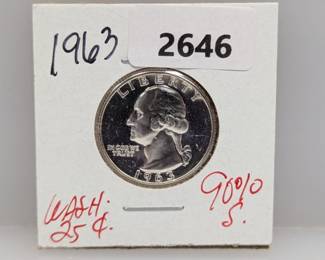 1963
2646
LIBERTY
IN GOD WE
TRUST
1963
WASH.
25 ¢.
90%
S.